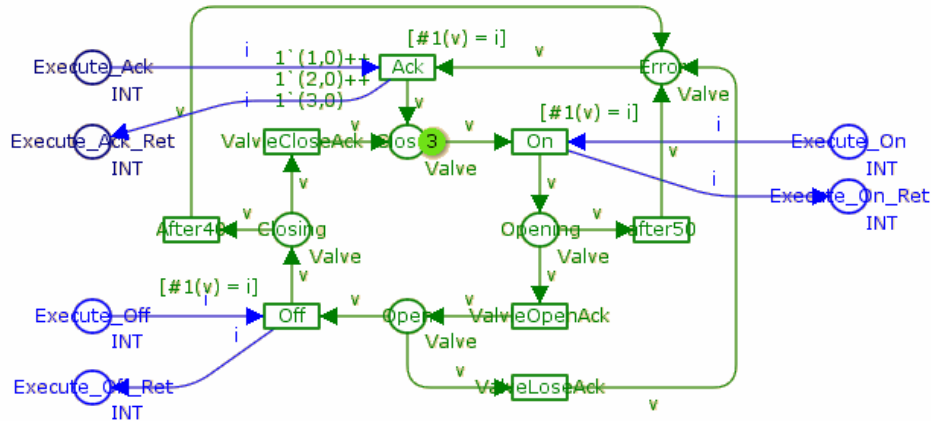 [#1(v) = i]
v
i
1`(1,0)++
Execute_Ack
Ack
Error
INT
1`(2,0)++
[#1(v) = i]
Valve
i
1`(3,0)
v
v
i
Execute_Ack_Ret
ValveCloseAck
Closed
3
v
On
Execute_On
INT
Valve
INT
v
v
v
i
Execute_On_Ret
INT
After40
v
Closing
Opening
v
after50
Valve
Valve
[#1(v) = i]
v
v
i
Execute_Off
Off
v
Open
v
ValveOpenAck
INT
i
Valve
Execute_Off_Ret
v
ValveLoseAck
INT
v